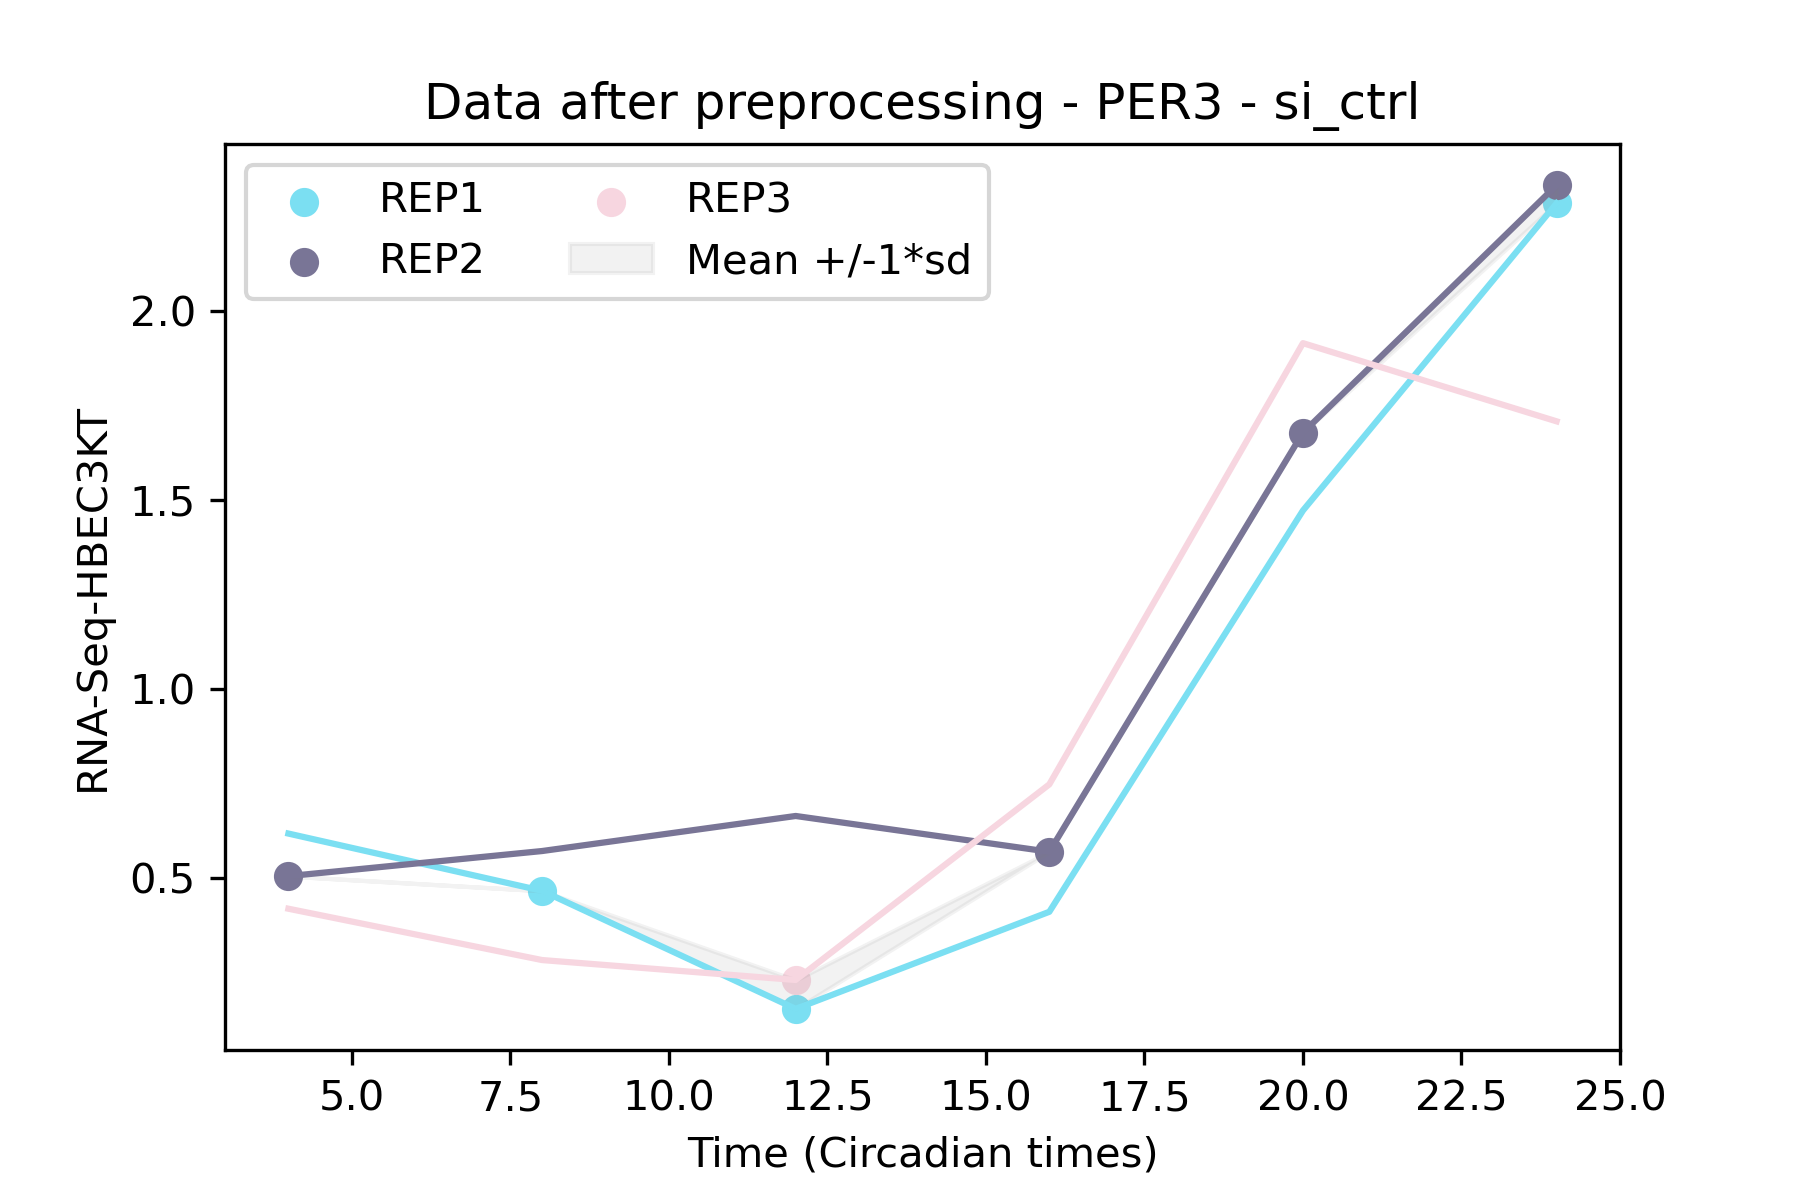 Data after preprocessing - PER3 - si_ctrl
REP1
REP2
REP3
Mean +/-1*sd
RNA-Seq-HBEC3KT
2.0
1.5
1.0
0.5
5.0 7.5 10.0 12.5 15.0 17.5 20.0 22.5 25.0
Time (Circadian times)